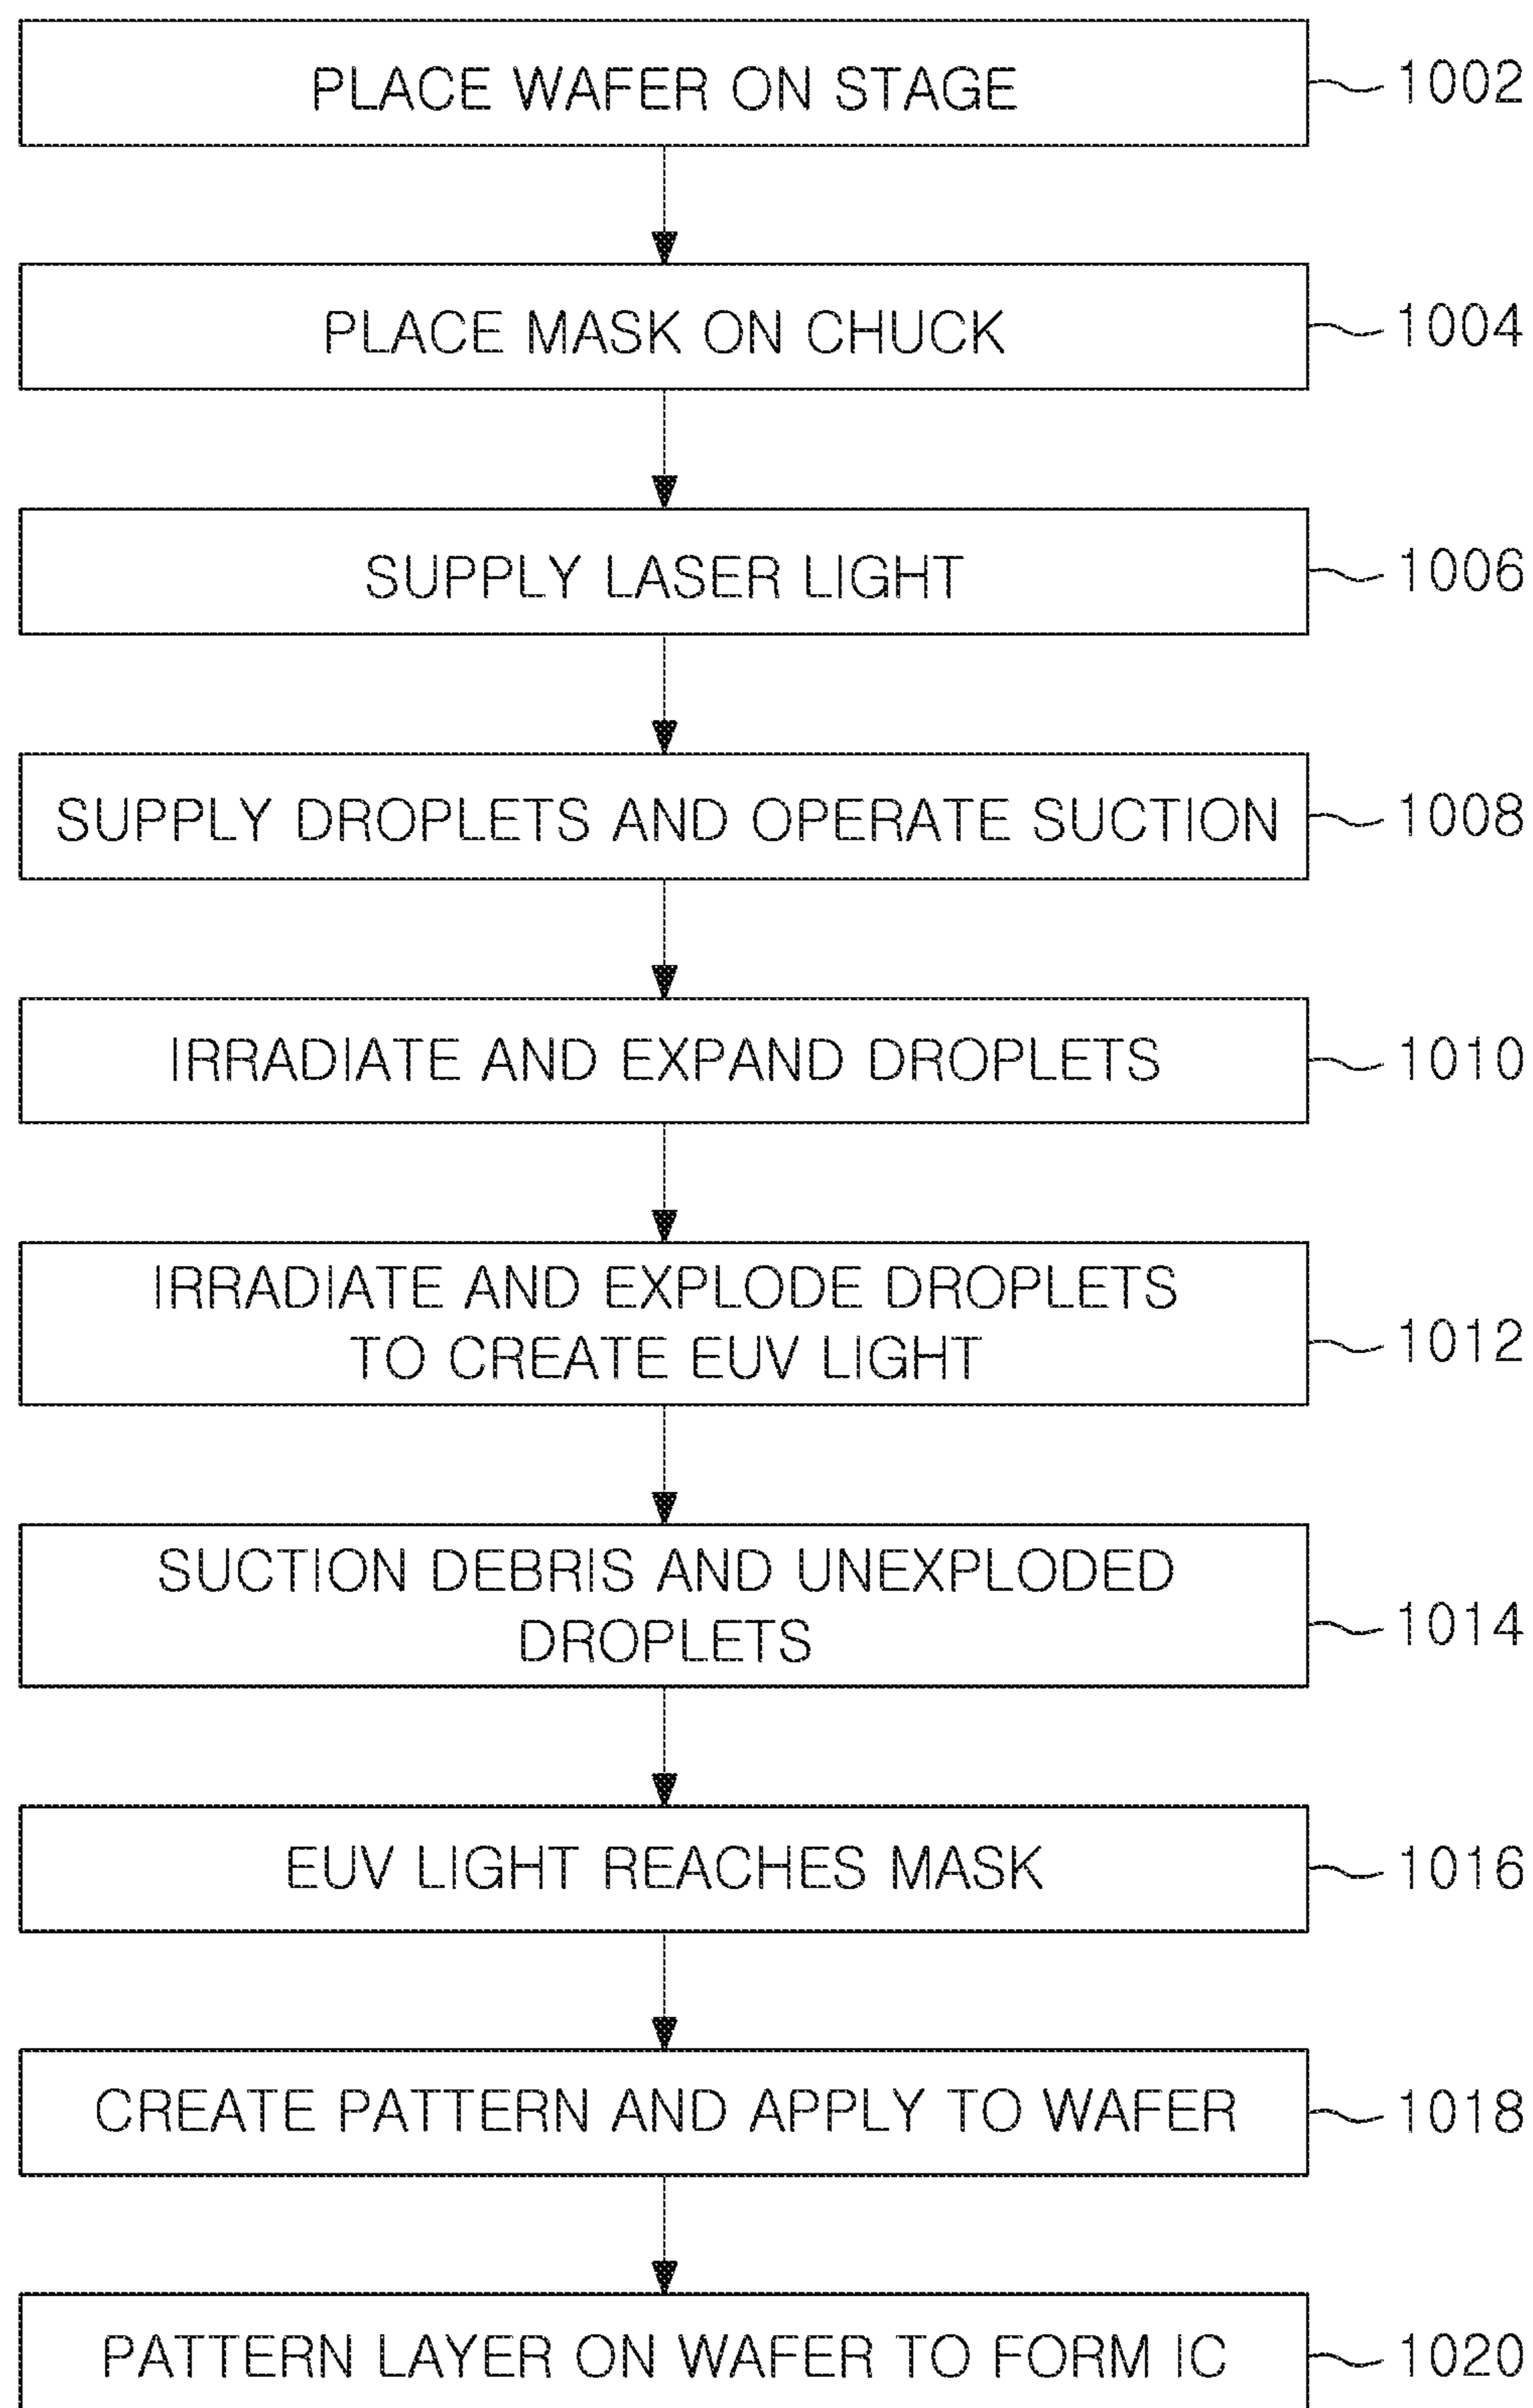 PLACE WAFER ON STAGE
1002
PLACE MASK ON CHUCK
1004
SUPPLY LASER LIGHT
1006
SUPPLY DROPLETS AND OPERATE SUCTION
1008
IRRADIATE AND EXPAND DROPLETS
1010
IRRADIATE AND EXPLODE DROPLETS
TO CREATE EUV LIGHT
1012
SUCTION DEBRIS AND UNEXPLODED
DROPLETS
1014
EUV LIGHT REACHES MASK
1016
CREATE PATTERN AND APPLY TO WAFER
1018
PATTERN LAYER ON WAFER TO FORM IC
1020